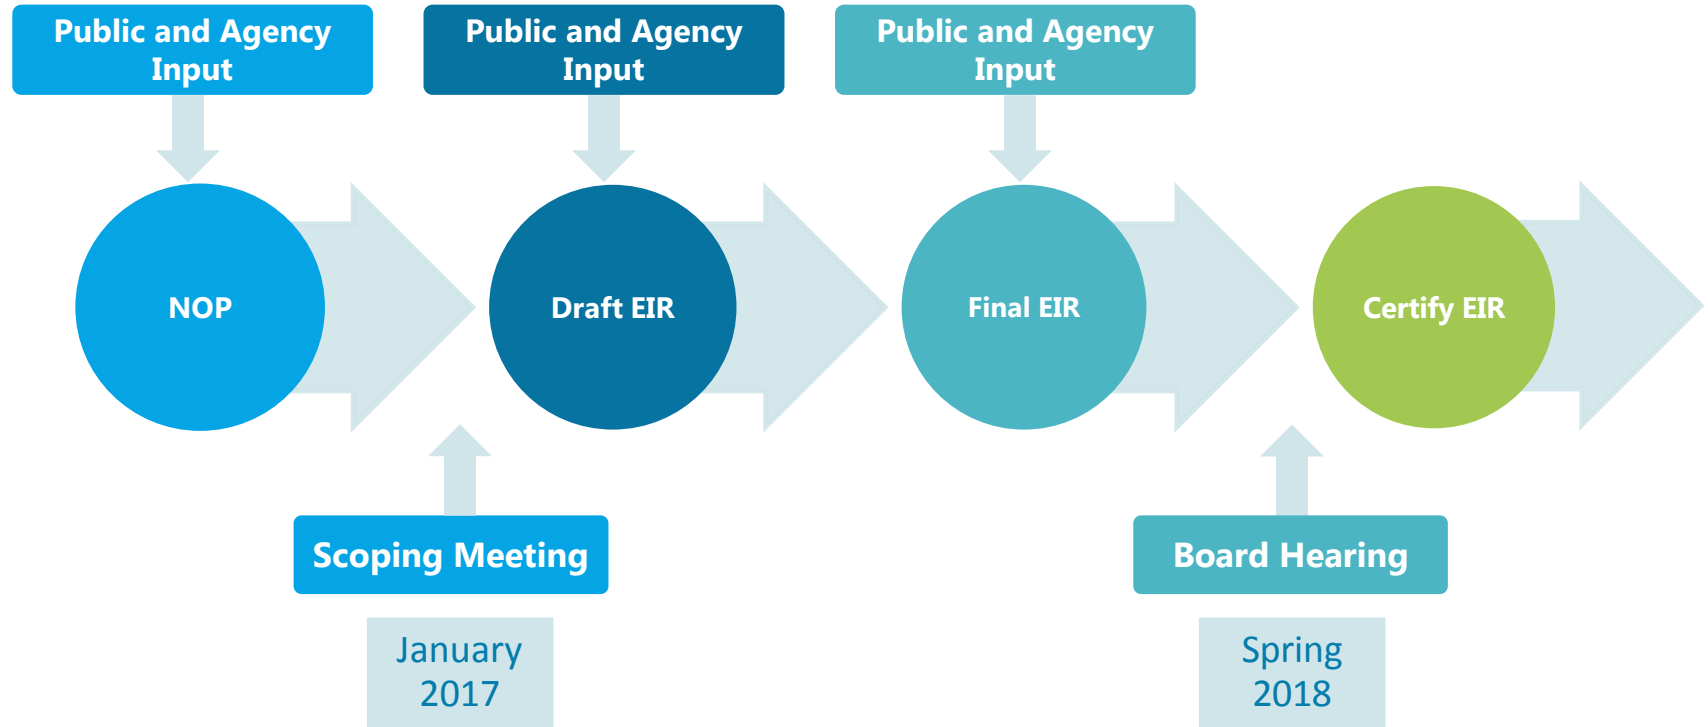 Public and Agency
Input
Public and Agency
Input
Public and Agency
Input
NOP
Draft EIR
Final EIR
Certify EIR
Scoping Meeting
Board Hearing
January
2017
Spring
2018